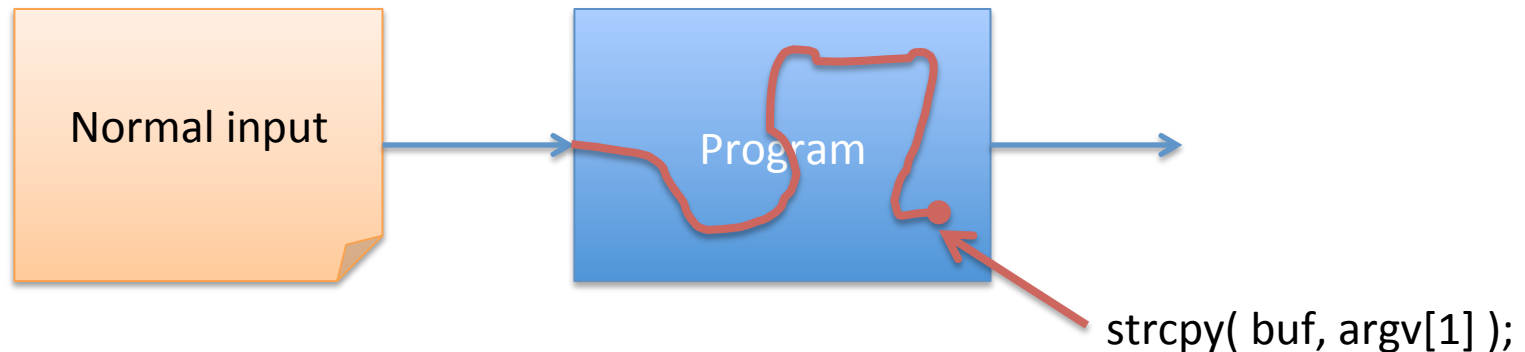 Normal input
Program
strcpy( buf, argv[1] );